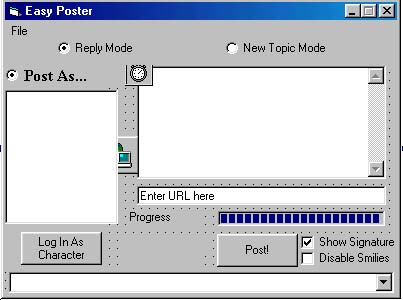 Easy Poster
File
Reply Mode
New Topic Mode
Post As...
Enter URL here
Progress
Log In As
Character
Post!
Show Signature
Disable Smilies